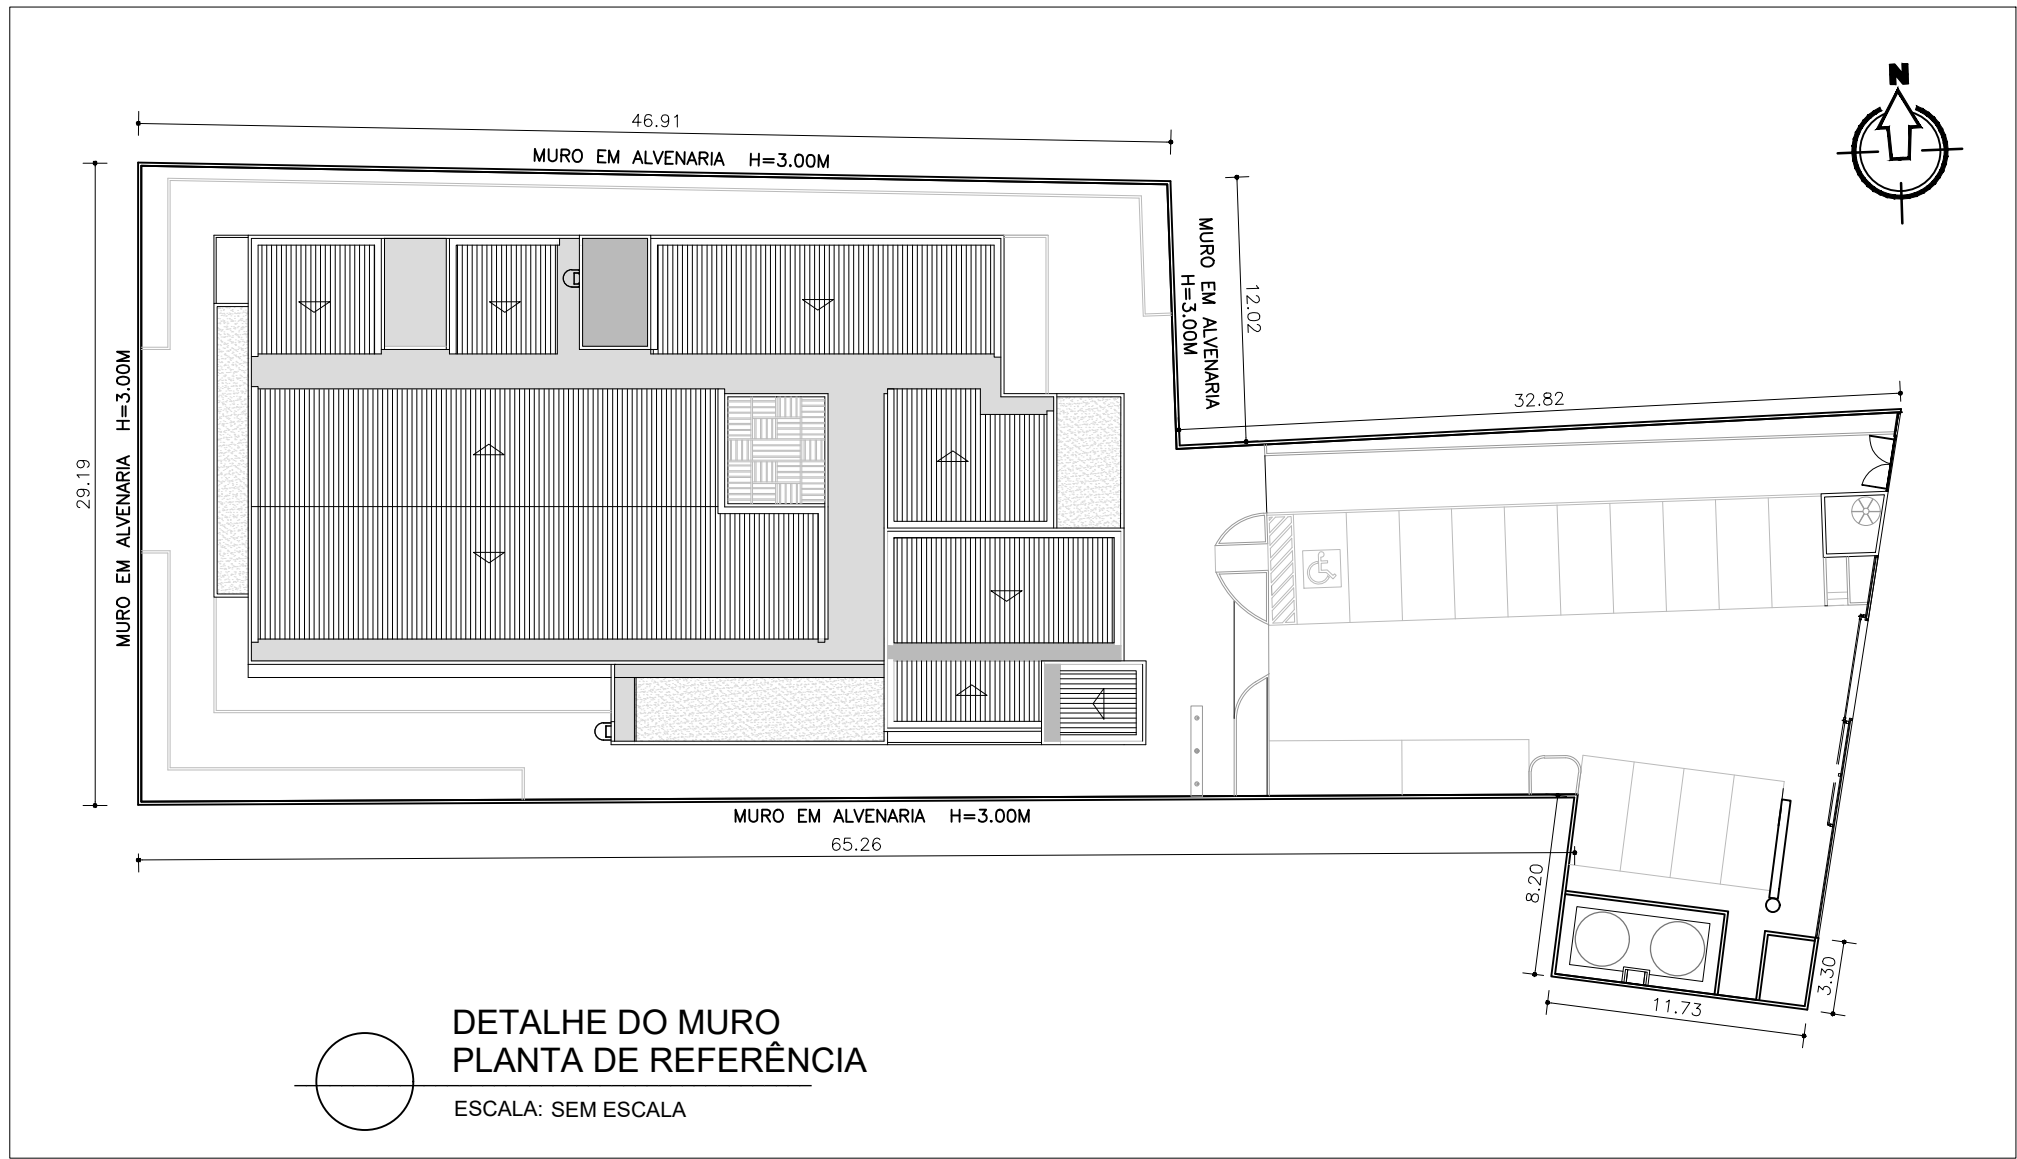 N
46.91
MURO EM ALVENARIA H=3.00M
MURO EM ALVENARIA
H=3.00M
12.02
32.82
29.19
MURO EM ALVENARIA H=3.00M
MURO EM ALVENARIA H=3.00M
65.26
8.20
3.30
11.73
DETALHE DO MURO
PLANTA DE REFERÊNCIA
ESCALA: SEM ESCALA